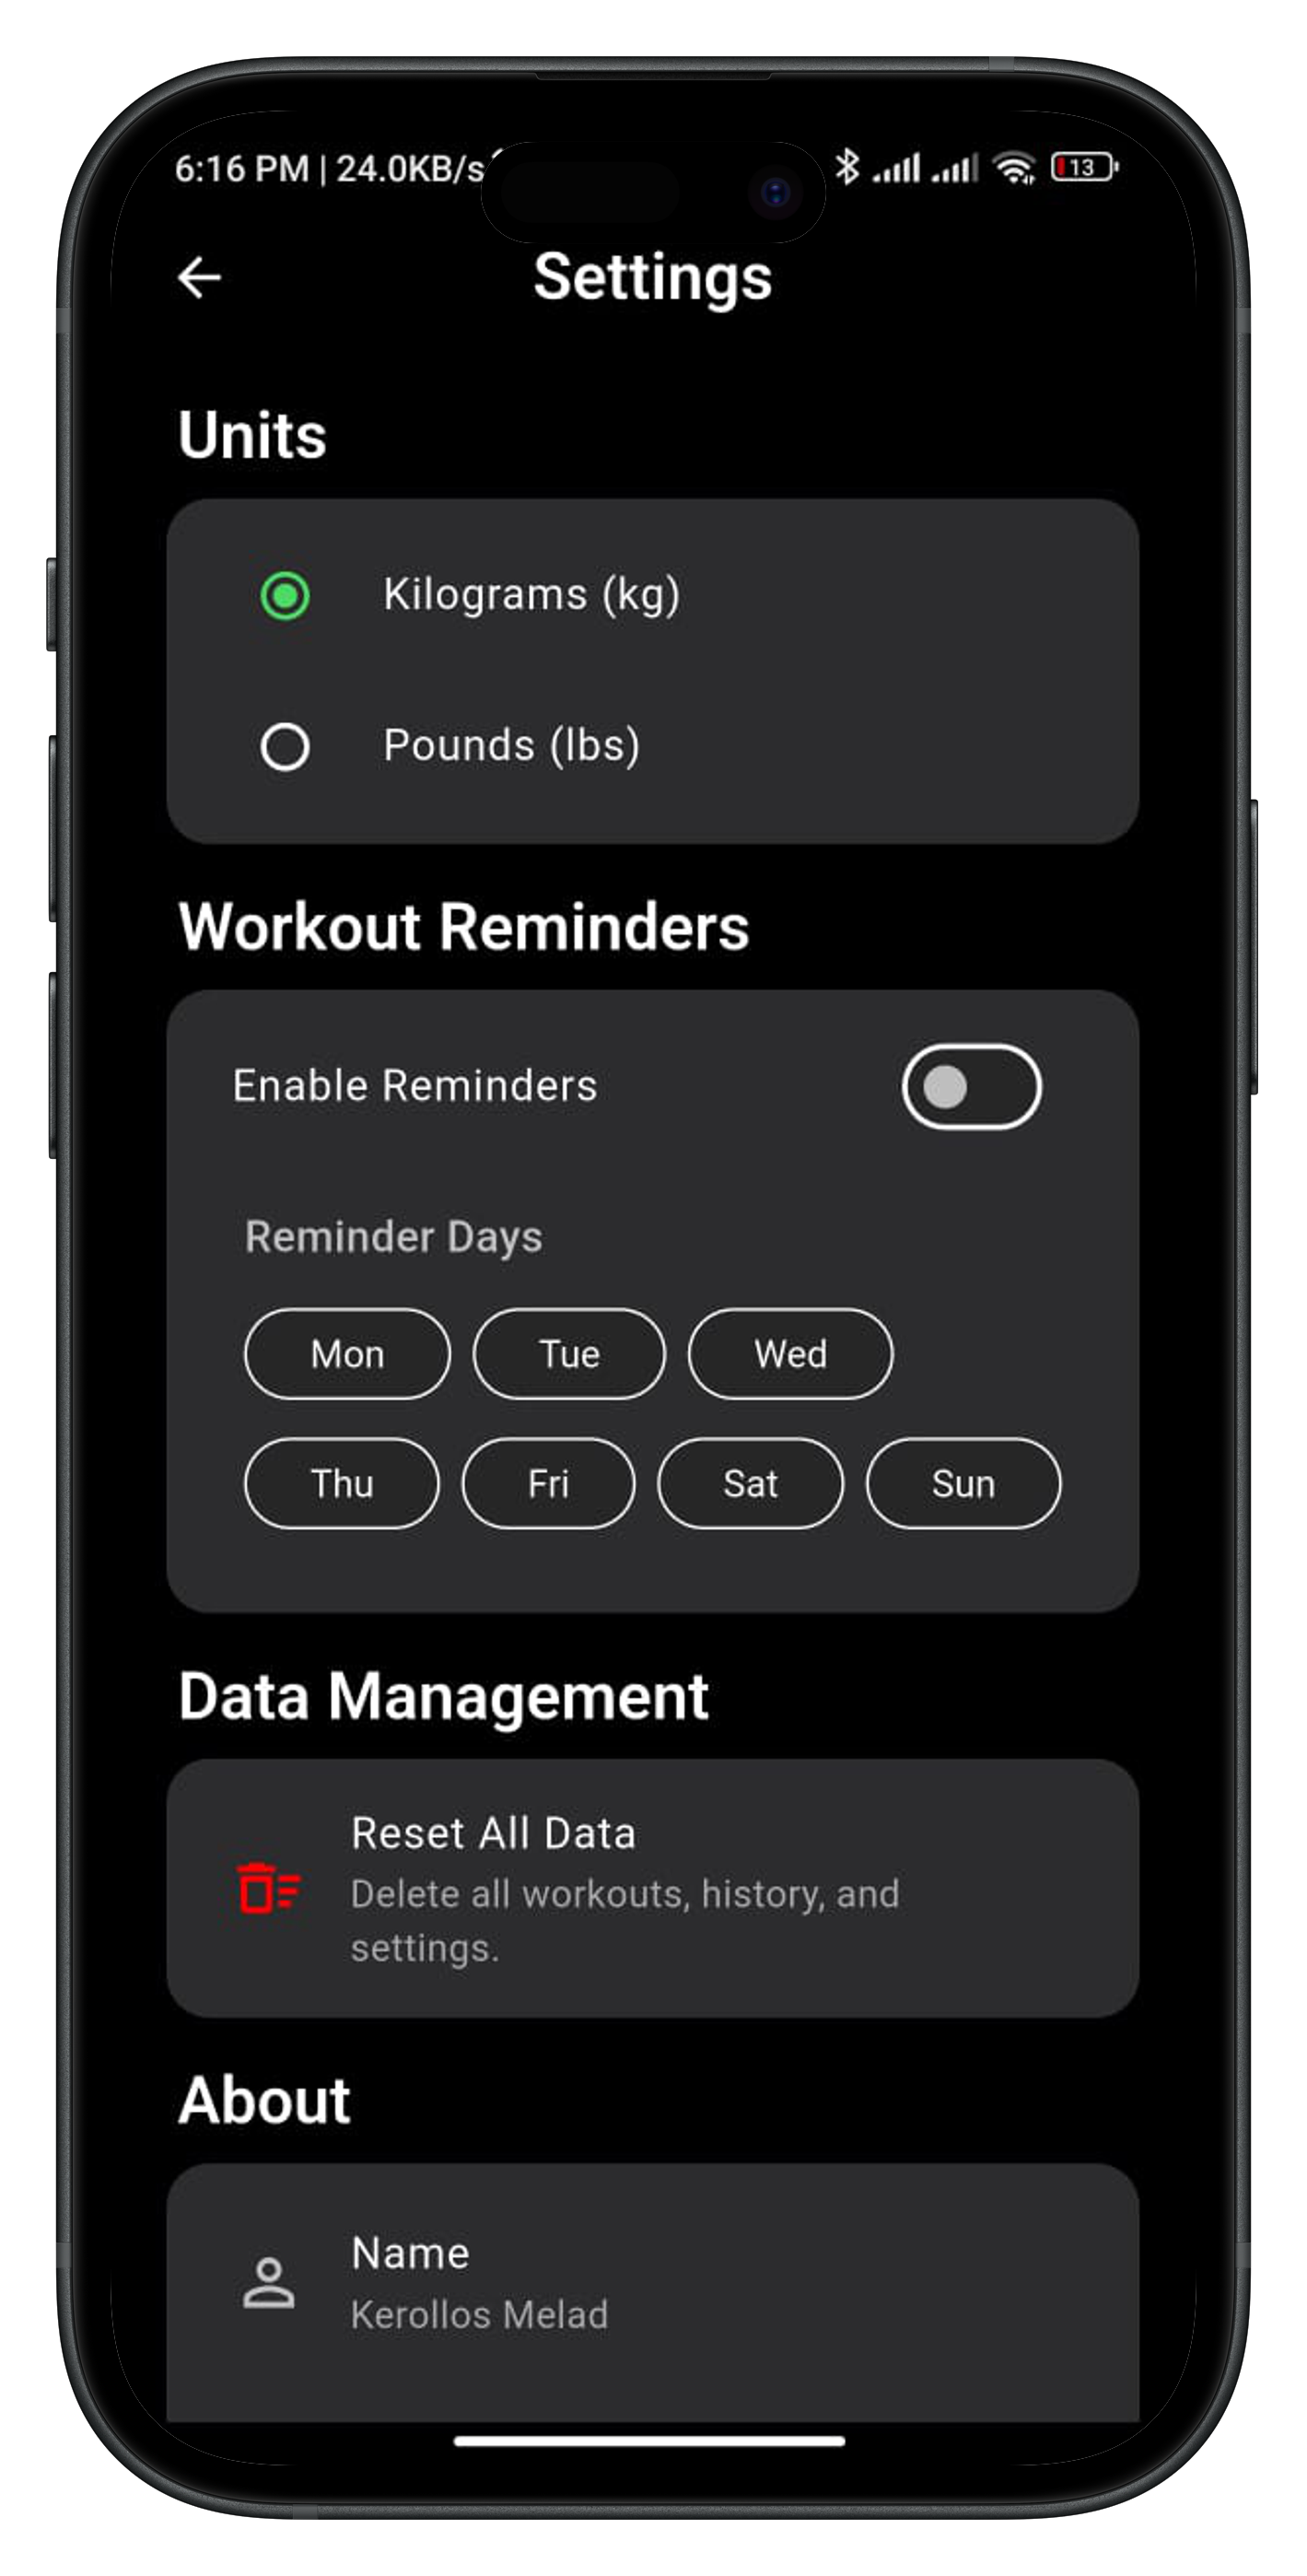 6:16 PM | 24.0KB/s
13
Settings
Units
Kilograms (kg)
Pounds (lbs)
Workout Reminders
Enable Reminders
Reminder Days
Mon Tue Wed
Thu Fri Sat Sun
Data Management
Reset All Data
Delete all workouts, history, and
settings.
About
Name
Kerollos Melad